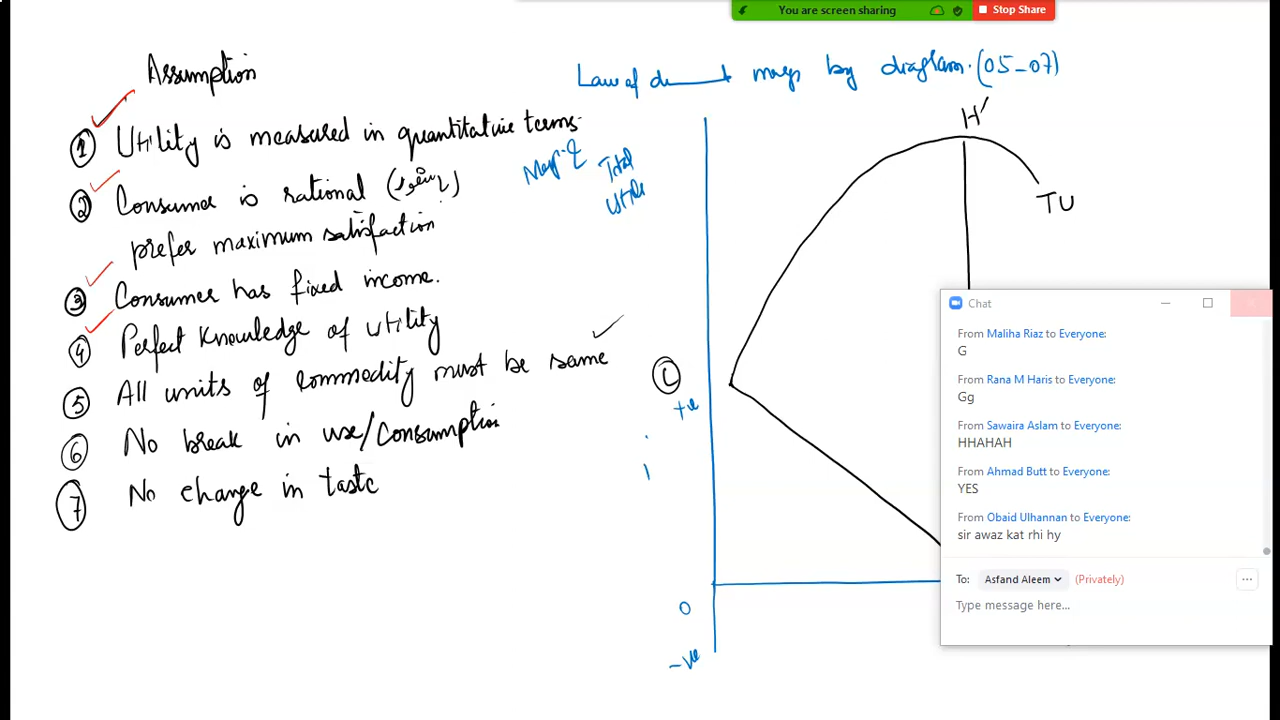 You are screen sharing
Stop Share
Assumption
① Utility is measured in quantitative terms
② Consumer is rational (باشعور)
prefer maximum satisfaction
③ Consumer has fixed income.
④ Perfect knowledge of utility
⑤ All units of commodity must be same
⑥ No break in use/consumption
⑦ No change in taste
Law of de by diagram. (05-07)
Total
H'
TU
+ve
0
-ve
Chat
From Maliha Riaz to Everyone:
G
From Rana M Haris to Everyone:
Gg
From Sawaira Aslam to Everyone:
HHAHAH
From Ahmad Butt to Everyone:
YES
From Obaid Ulhannan to Everyone:
sir awaz kat rhi hy
To: Asfand Aleem (Privately)
Type message here...